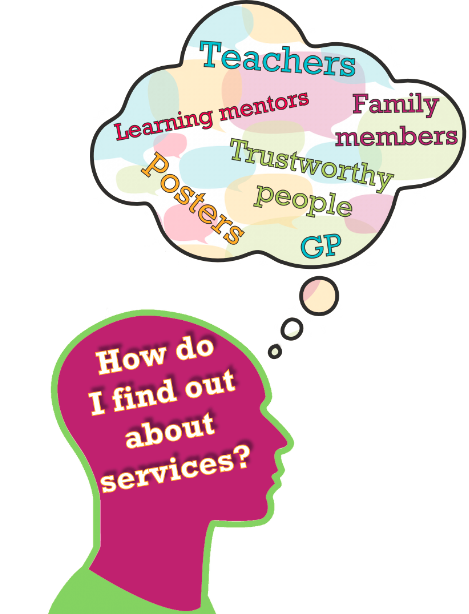 Teachers
Learning mentors
Family
members
Trustworthy
people
Posters
GP
How do
I find out
about
services?